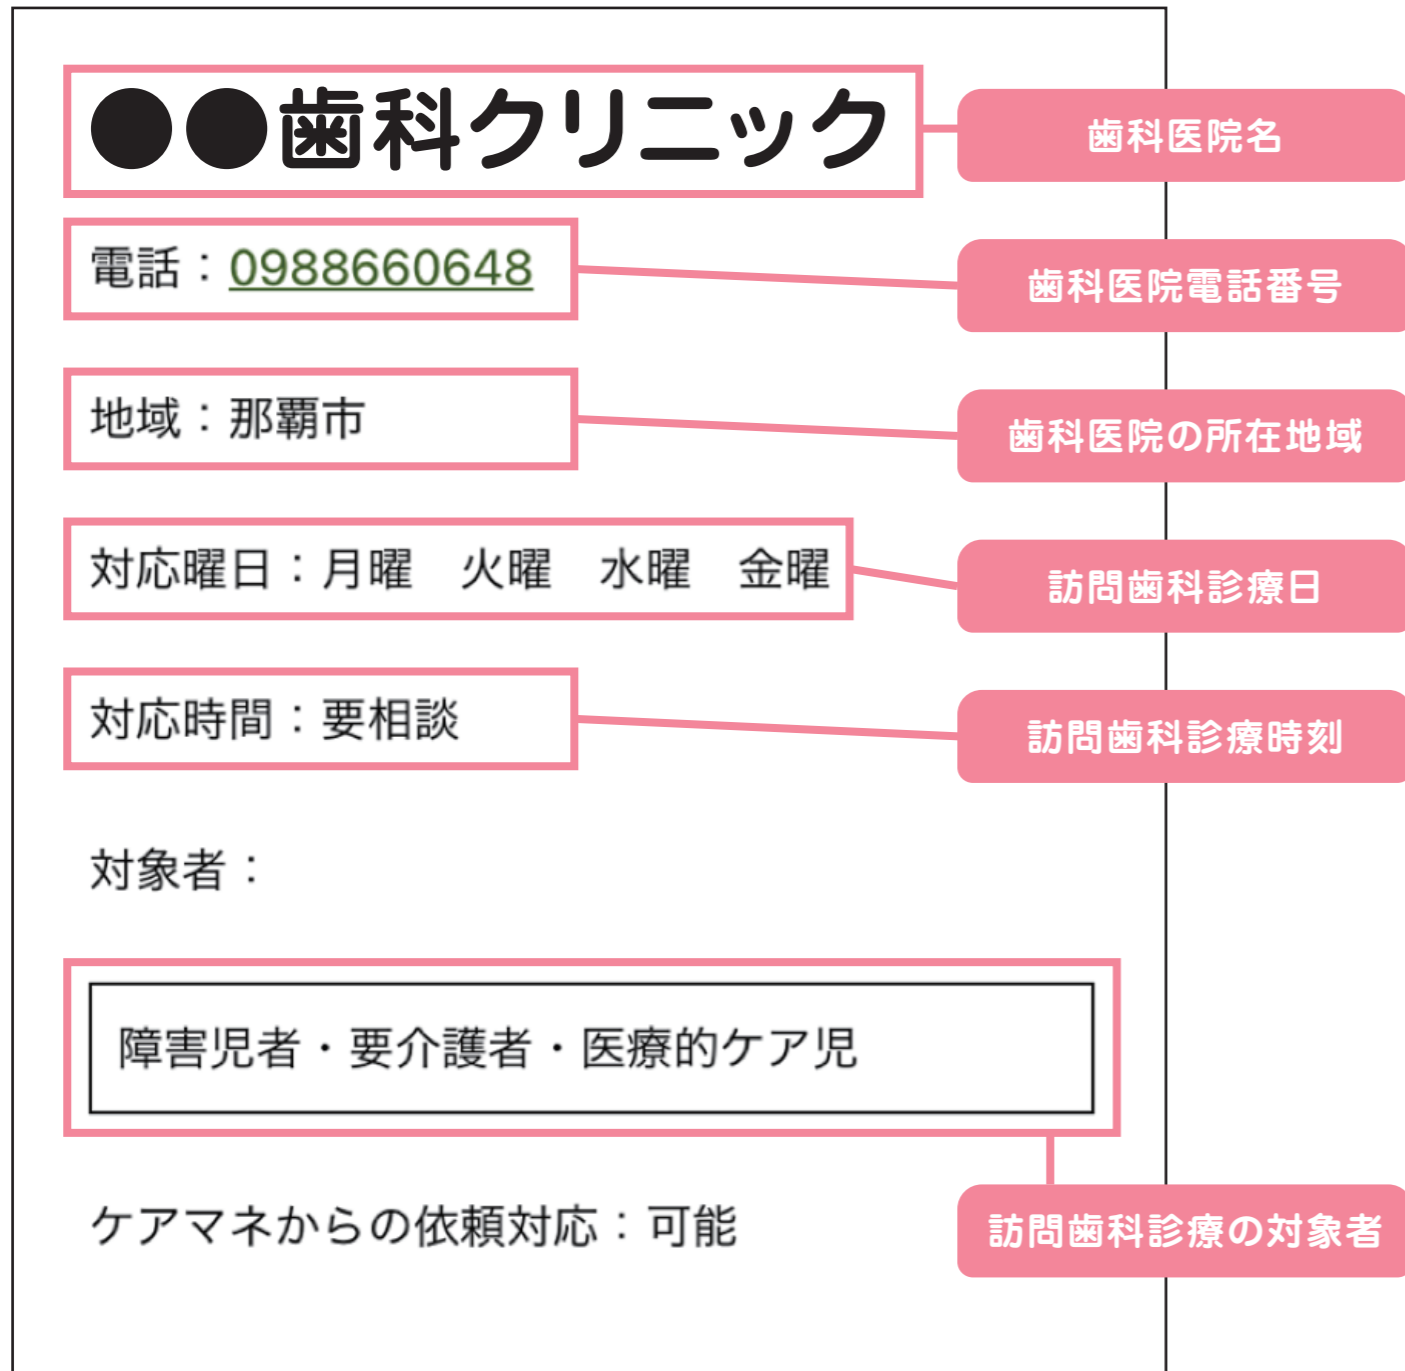 ●●歯科クリニック
歯科医院名
電話：0988660648
歯科医院電話番号
地域：那覇市
歯科医院の所在地域
対応曜日：月曜　火曜　水曜　金曜
訪問歯科診療日
対応時間：要相談
訪問歯科診療時刻
対象者：
障害児者・要介護者・医療的ケア児
ケアマネからの依頼対応：可能
訪問歯科診療の対象者